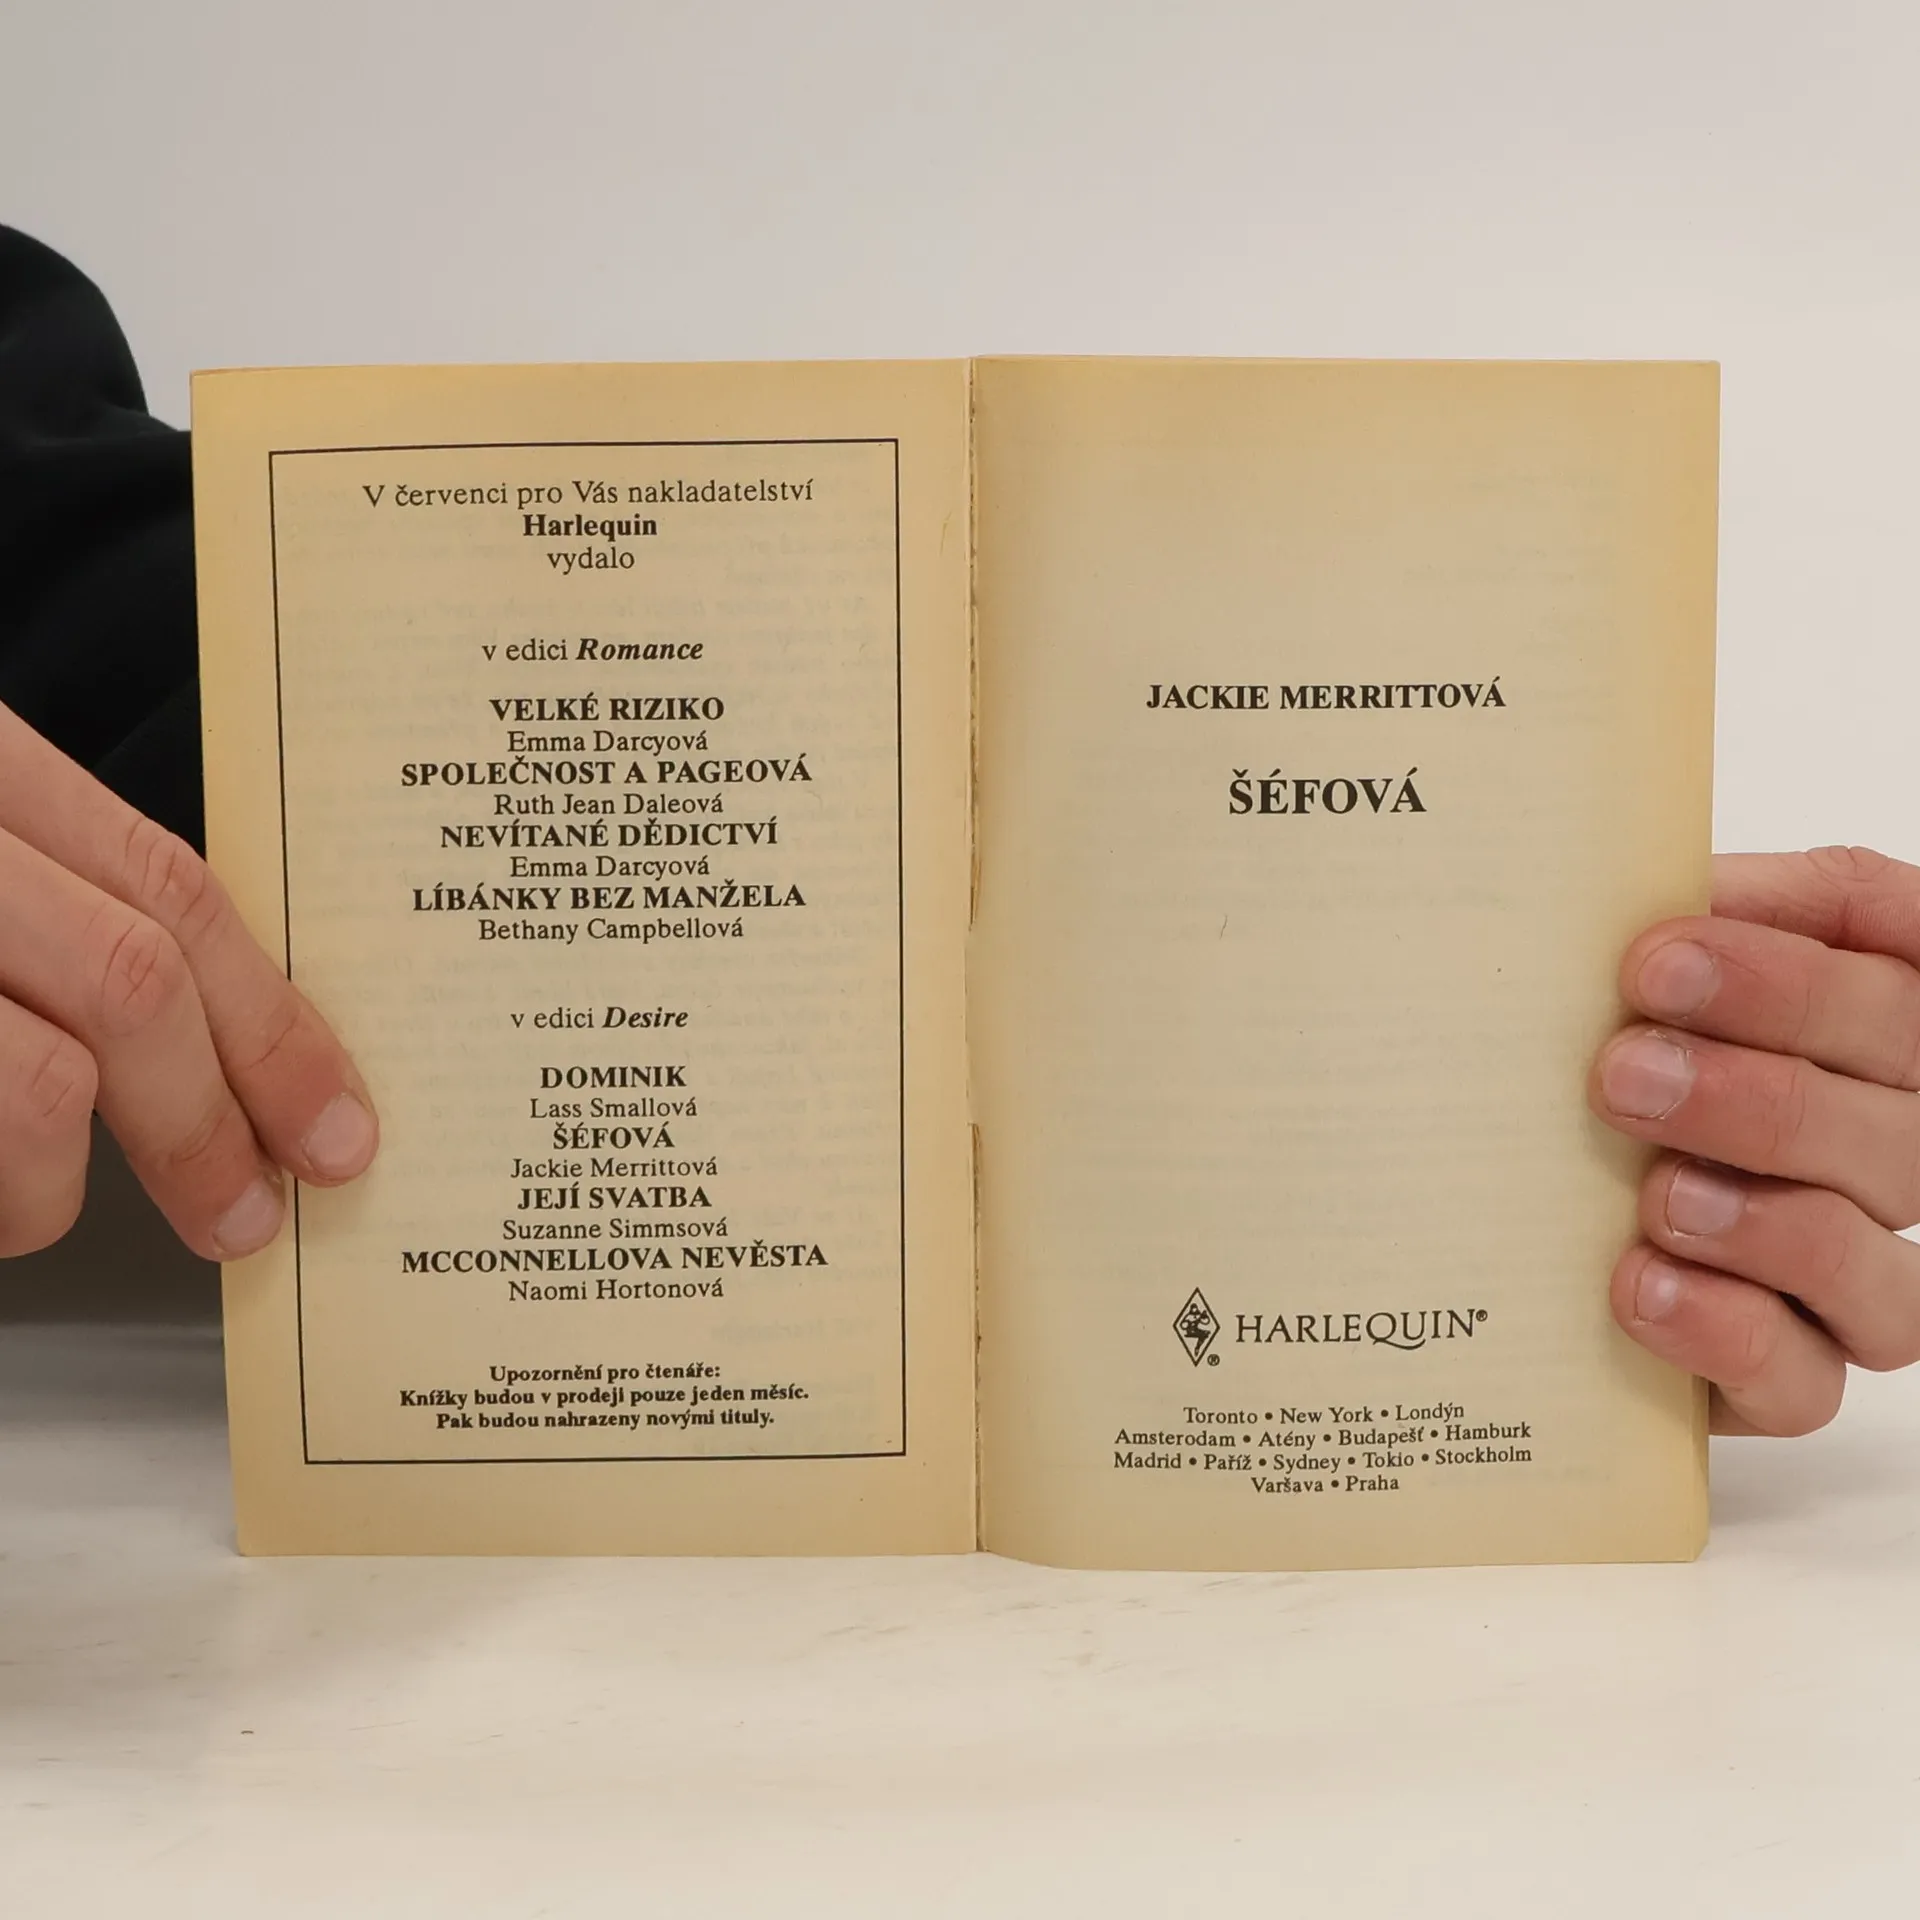 V červenci pro Vás nakladatelství
Harlequin
vydalo
v edici Romance
VELKÉ RIZIKO
Emma Darcyová
SPOLEČNOST A PAGEOVÁ
Ruth Jean Daleová
NEVÍTANÉ DĚDICTVÍ
Emma Darcyová
LÍBÁNKY BEZ MANŽELA
Bethany Campbellová
v edici Desire
DOMINIK
Lass Smallová
ŠÉFOVÁ
Jackie Merrittová
JEJÍ SVATBA
Suzanne Simmsová
MCCONNELLOVA NEVĚSTA
Naomi Hortonová
Upozornění pro čtenáře:
Knížky budou v prodeji pouze jeden měsíc.
Pak budou nahrazeny novými tituly.
JACKIE MERRITTOVÁ
ŠÉFOVÁ
HARLEQUIN®
Toronto • New York • Londýn
Amsterodam • Atény • Budapešť • Hamburk
Madrid • Paříž • Sydney • Tokio • Stockholm
Varšava • Praha